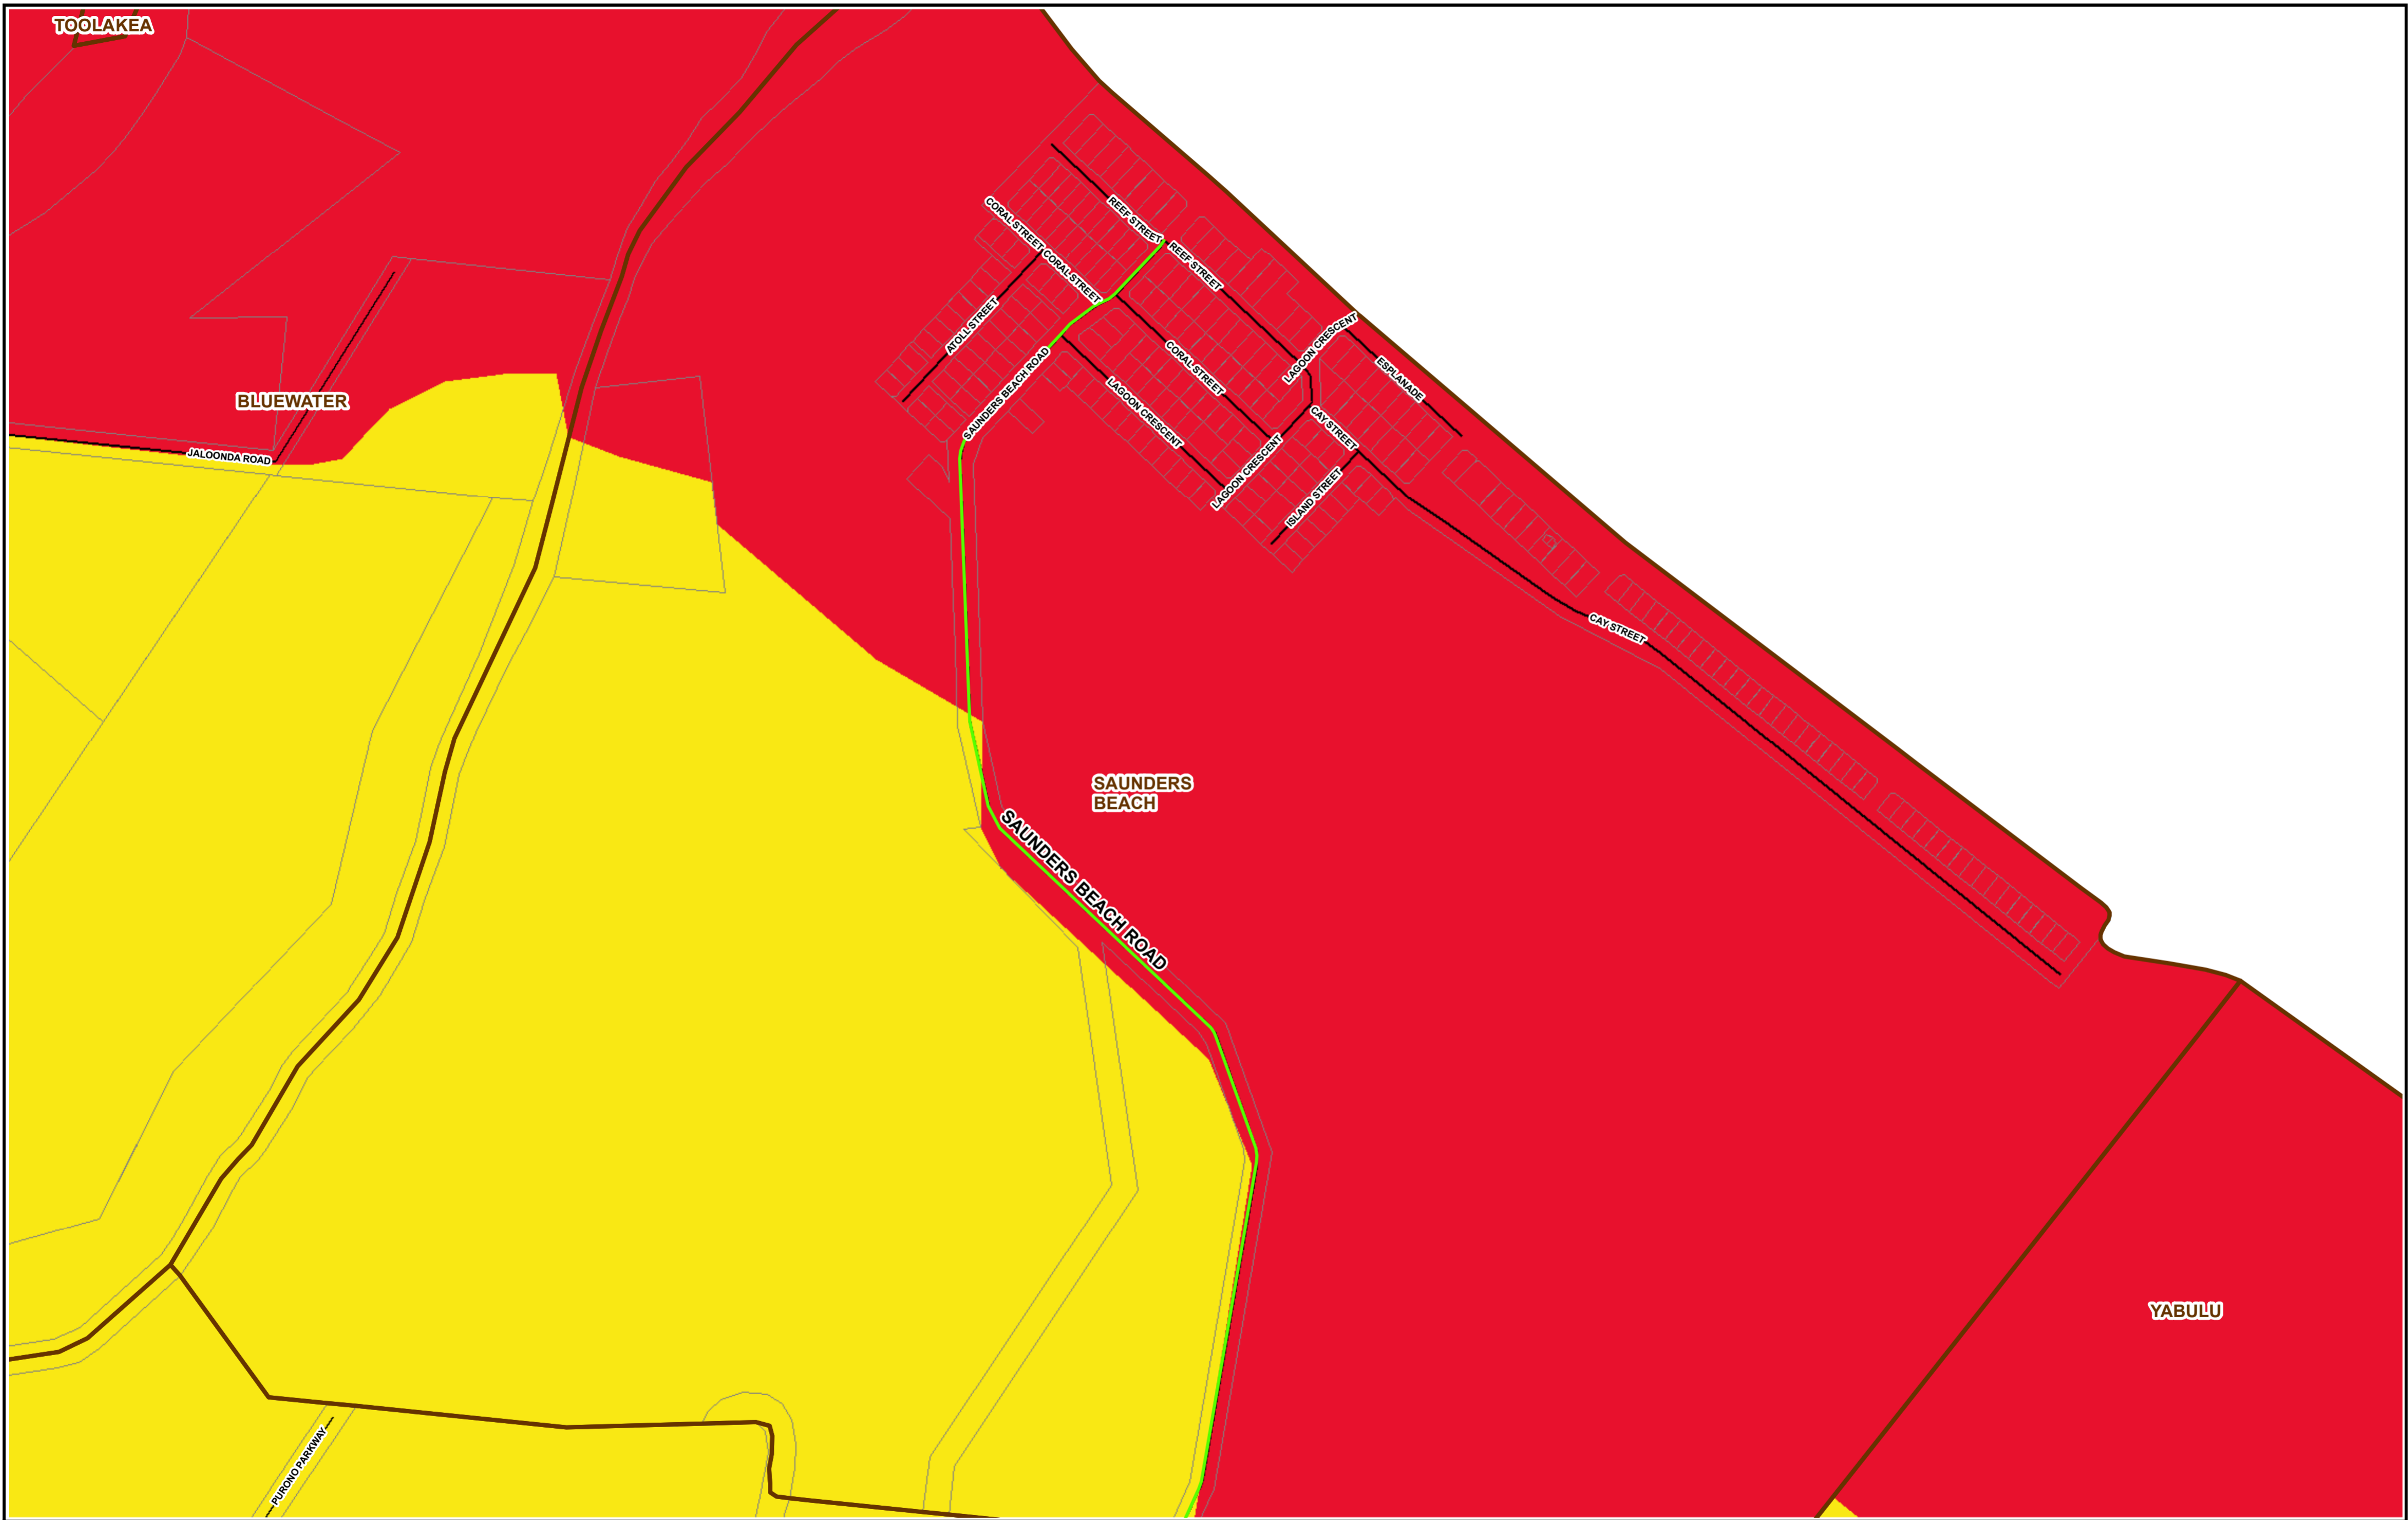 TOOLAKEA
REEF STREET
CORAL STREET
CORAL STREET
REEF STREET
ATOLL STREET
LAGOON CRESCENT
ESPLANADE
SAUNDERS BEACH ROAD
CORAL STREET
LAGOON CRESCENT
BLUEWATER
CAY STREET
JALOONDA ROAD
LAGOON CRESCENT
ISLAND STREET
CAY STREET
SAUNDERS
BEACH
SAUNDERS BEACH ROAD
YABULU
PURONO PARKWAY